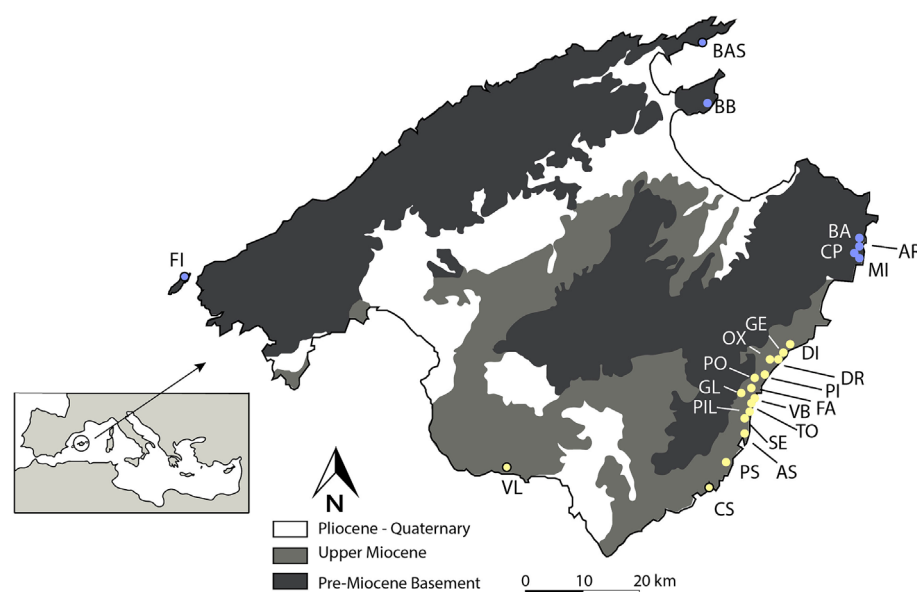 BAS
BB
FI
BA
AR
CP
MI
GE
OX
DI
PO
DR
GL
PI
PIL
FA
VB
TO
SE
PS
AS
VL
CS
N
Pliocene - Quaternary
Upper Miocene
Pre-Miocene Basement
0 10 20 km